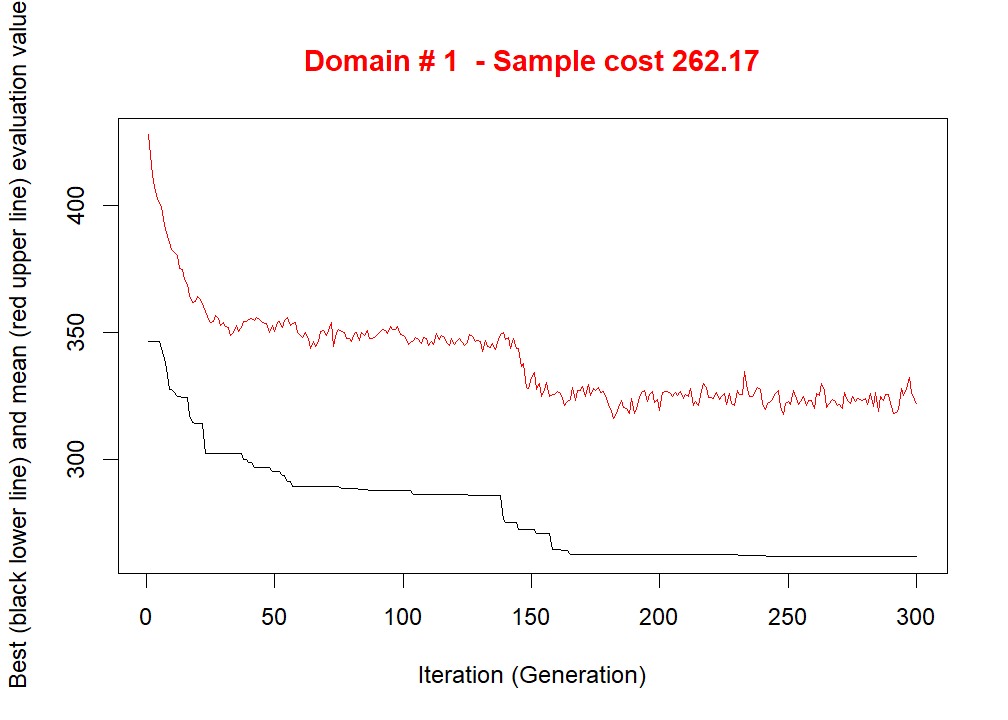 Domain # 1  - Sample cost 262.17
Best (black lower line) and mean (red upper line) evaluation value
400
350
300
0 50 100 150 200 250 300
Iteration (Generation)